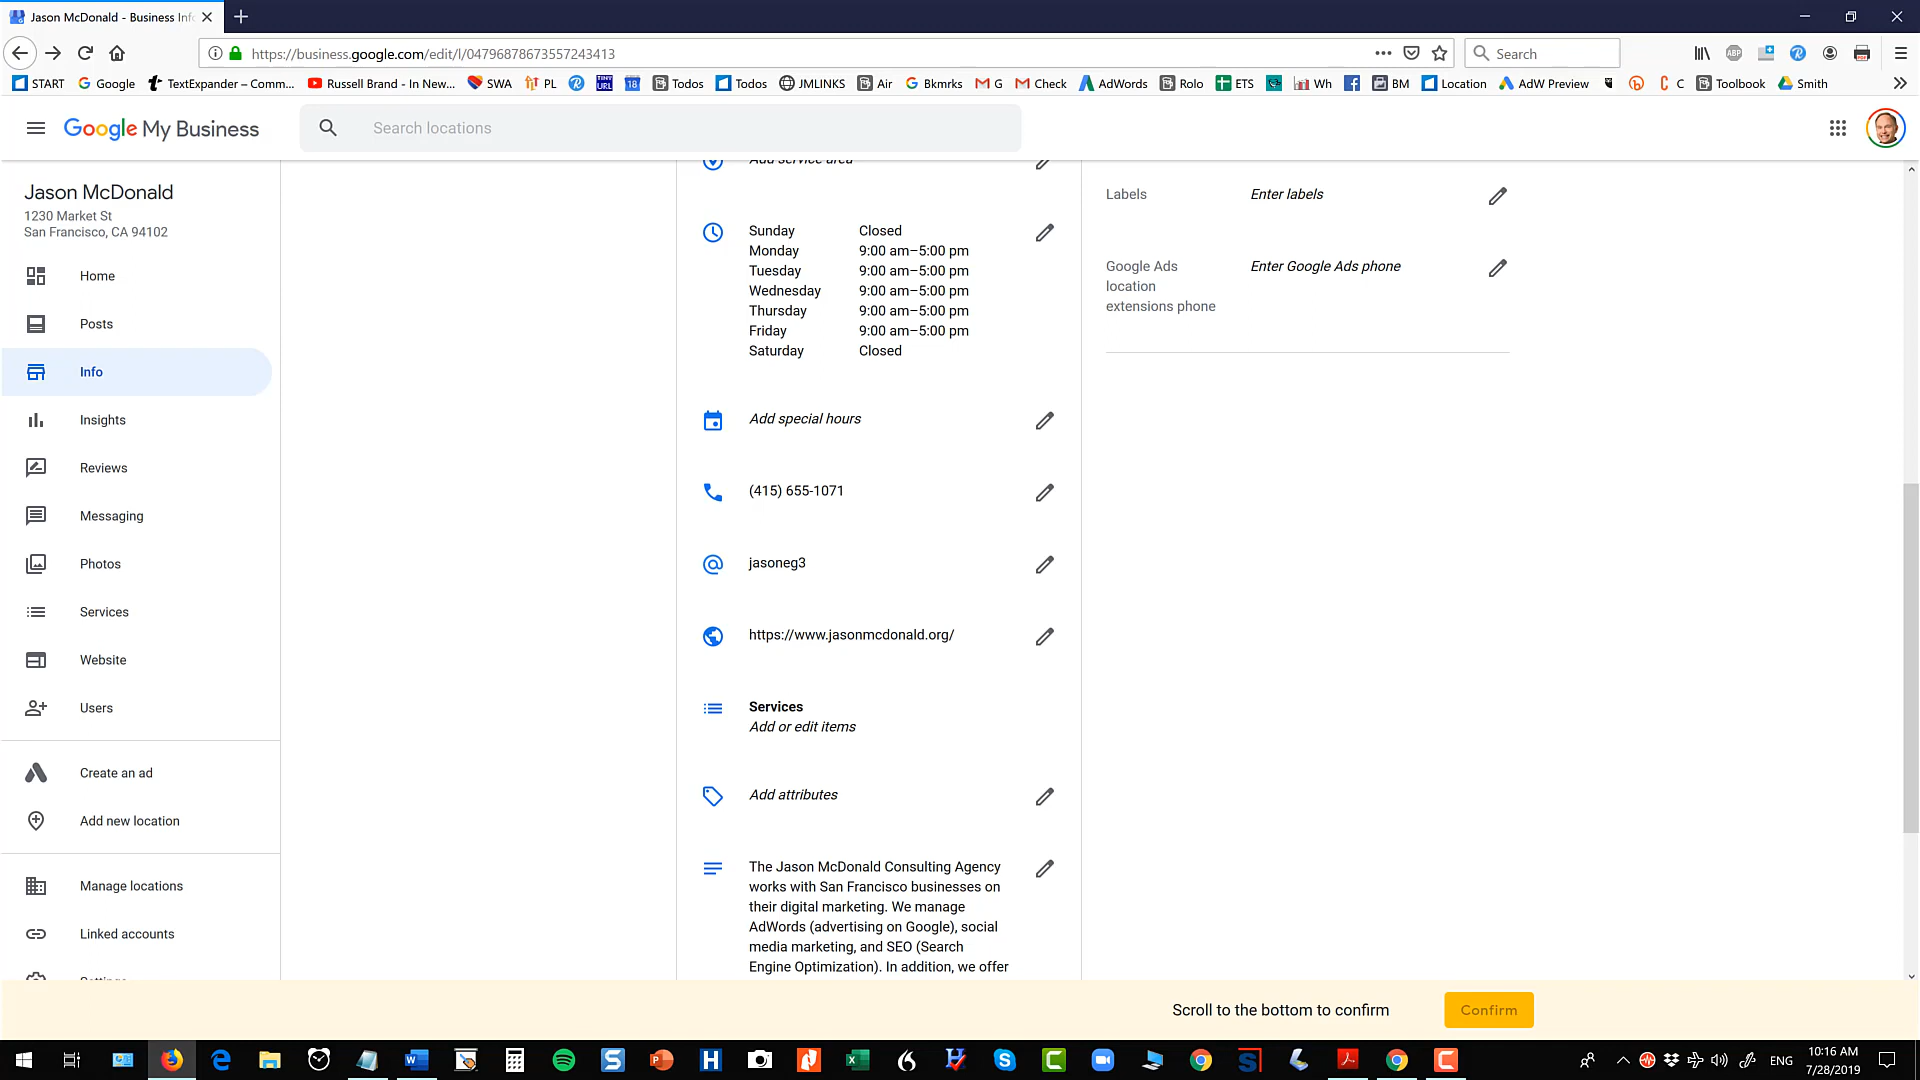 Jason McDonald - Business Inf
https://business.google.com/edit/l/04796878673557243413
Search
START
Google
TextExpander – Comm...
Russell Brand - In New...
SWA
PL
TINY URL
18
Todos
Todos
JMLINKS
Air
Bkmrks
G
Check
AdWords
Rolo
ETS
Wh
BM
Location
AdW Preview
C
Toolbook
Smith
Google My Business
Search locations
Jason McDonald
1230 Market St
San Francisco, CA 94102
Home
Posts
Info
Insights
Reviews
Messaging
Photos
Services
Website
Users
Create an ad
Add new location
Manage locations
Linked accounts
Settings
Add service area
Sunday Closed
Monday 9:00 am–5:00 pm
Tuesday 9:00 am–5:00 pm
Wednesday 9:00 am–5:00 pm
Thursday 9:00 am–5:00 pm
Friday 9:00 am–5:00 pm
Saturday Closed
Add special hours
(415) 655-1071
jasoneg3
https://www.jasonmcdonald.org/
Services
Add or edit items
Add attributes
The Jason McDonald Consulting Agency
works with San Francisco businesses on
their digital marketing. We manage
AdWords (advertising on Google), social
media marketing, and SEO (Search
Engine Optimization). In addition, we offer
Labels Enter labels
Google Ads
location
extensions phone
Enter Google Ads phone
Scroll to the bottom to confirm
Confirm
ENG
10:16 AM
7/28/2019